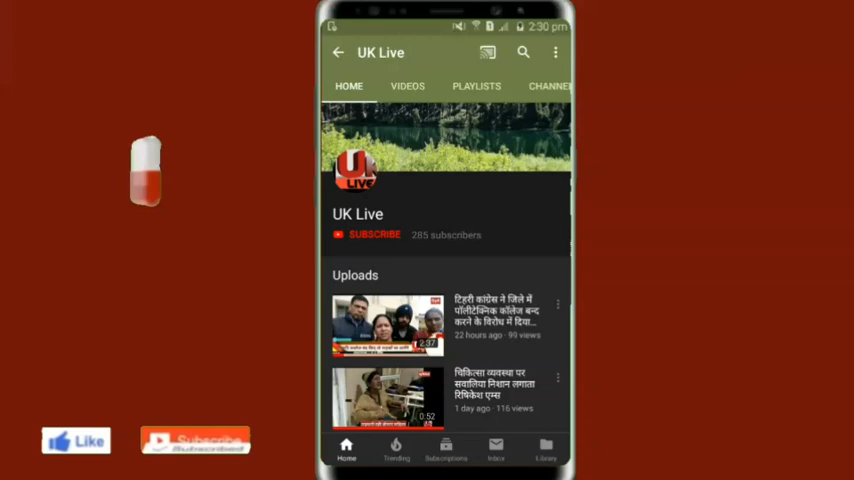 2:30 pm
UK Live
HOME VIDEOS PLAYLISTS CHANNEL
UK
LIVE
UK Live
SUBSCRIBE 285 subscribers
Uploads
टिहरी कांग्रेस ने जिले में
पॉलीटेक्निक कॉलेज बन्द
करने के विरोध में दिया...
22 hours ago · 99 views
2:37
चिकित्सा व्यवस्था पर
सवालिया निशान लगाता
रिषिकेश एम्स
1 day ago · 116 views
0:52
Home Trending Subscriptions Inbox Library
Like
Subscribe
Subscribed